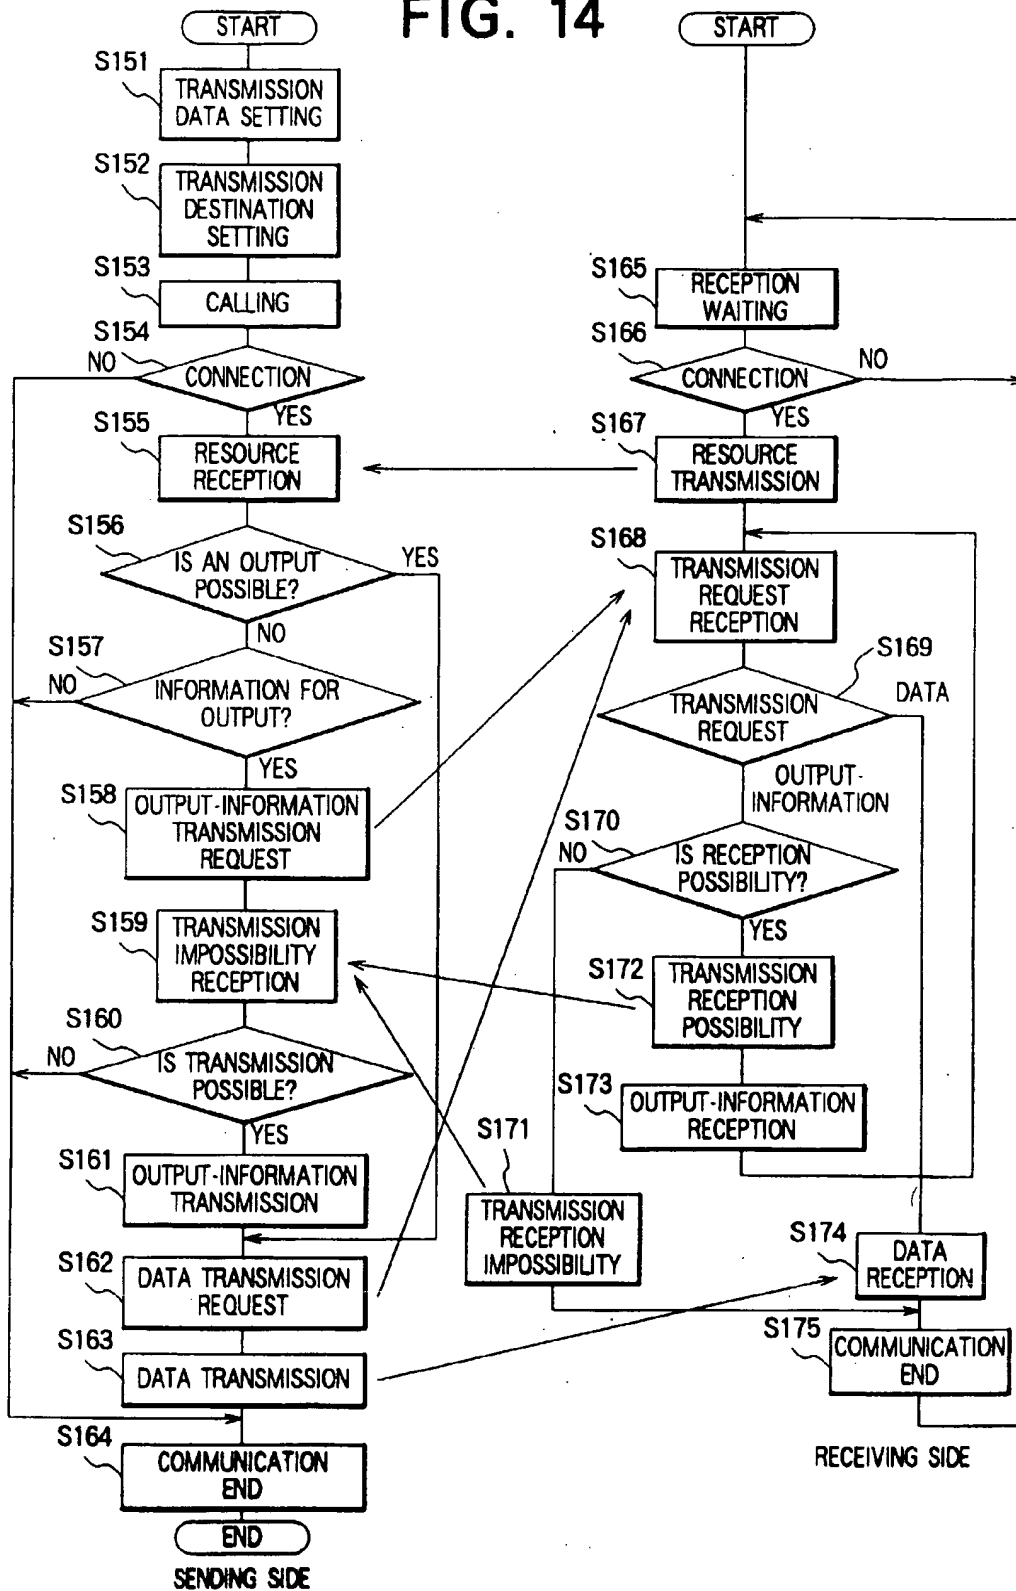 FIG. 14
START
S151
TRANSMISSION
DATA SETTING
S152
TRANSMISSION
DESTINATION
SETTING
S153
CALLING
S154
NO
CONNECTION
YES
S155
RESOURCE
RECEPTION
S156
IS AN OUTPUT
POSSIBLE?
YES
NO
S157
NO
INFORMATION FOR
OUTPUT?
YES
S158
OUTPUT-INFORMATION
TRANSMISSION
REQUEST
S159
TRANSMISSION
IMPOSSIBILITY
RECEPTION
S160
NO
IS TRANSMISSION
POSSIBLE?
YES
S161
OUTPUT-INFORMATION
TRANSMISSION
S162
DATA TRANSMISSION
REQUEST
S163
DATA TRANSMISSION
S164
COMMUNICATION
END
END
SENDING SIDE
START
S165
RECEPTION
WAITING
S166
CONNECTION
NO
YES
S167
RESOURCE
TRANSMISSION
S168
TRANSMISSION
REQUEST
RECEPTION
S169
TRANSMISSION
REQUEST
DATA
OUTPUT-
INFORMATION
S170
NO
IS RECEPTION
POSSIBILITY?
YES
S172
TRANSMISSION
RECEPTION
POSSIBILITY
S173
OUTPUT-INFORMATION
RECEPTION
S171
TRANSMISSION
RECEPTION
IMPOSSIBILITY
S174
DATA
RECEPTION
S175
COMMUNICATION
END
RECEIVING SIDE